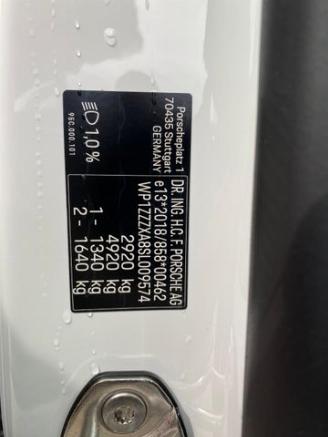 Porscheplatz 1
70435 Stuttgart
GERMANY
1,0%
95C.000.101
DR. ING. H.C. F. PORSCHE AG
e13*2018/858*00462
WP1ZZZXA8SL009574
2920 kg
4920 kg
1 - 1340 kg
2 - 1640 kg